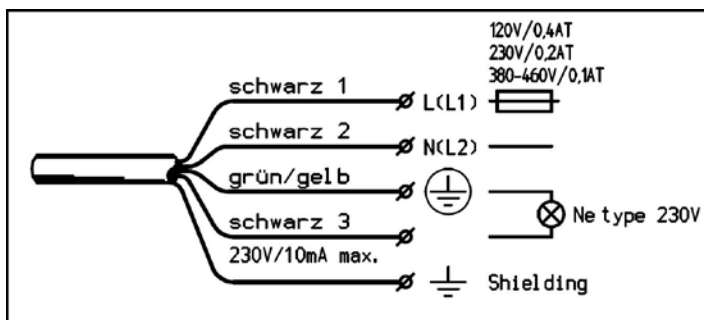 120V/0,4AT
230V/0,2AT
380-460V/0,1AT
schwarz 1 L(L1)
schwarz 2 N(L2)
grün/gelb
schwarz 3 Ne type 230V
230V/10mA max.
Shielding